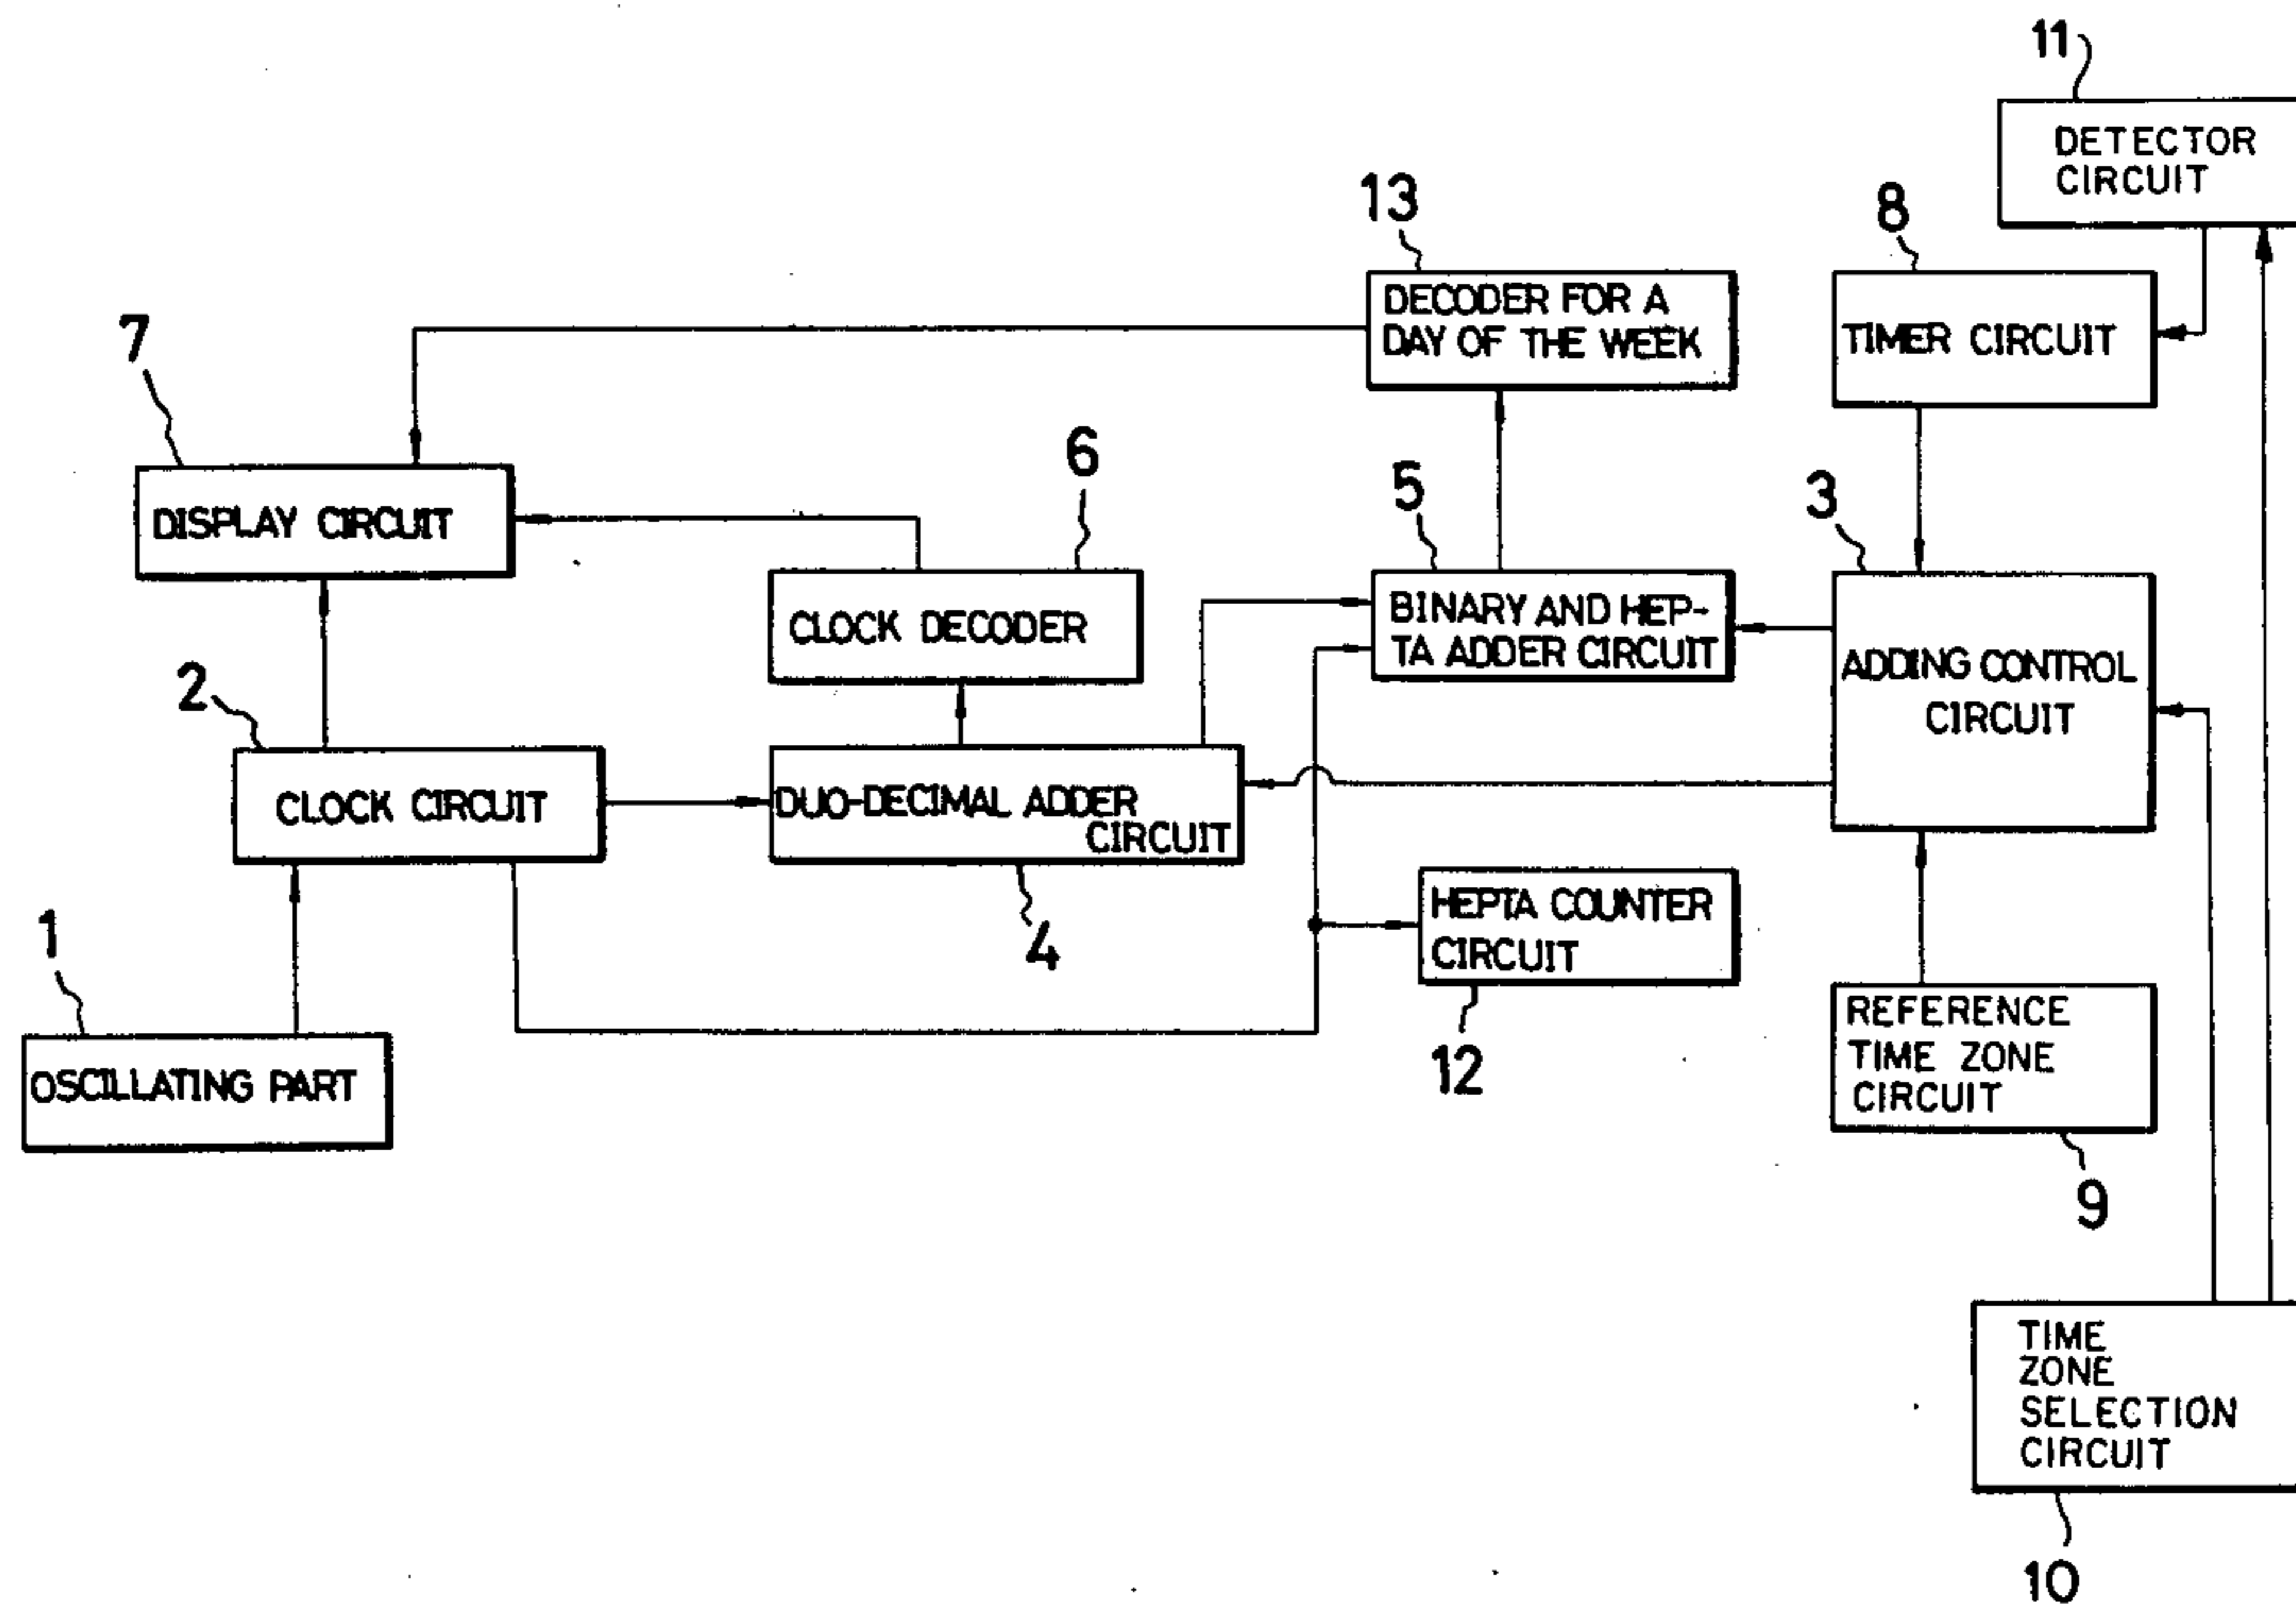 11
DETECTOR
CIRCUIT
13
8
DECODER FOR A
DAY OF THE WEEK
TIMER CIRCUIT
7
6
5
3
DISPLAY CIRCUIT
CLOCK DECODER
BINARY AND HEP-
TA ADDER CIRCUIT
ADDING CONTROL
CIRCUIT
2
CLOCK CIRCUIT
DUO-DECIMAL ADDER
CIRCUIT
4
HEPTA COUNTER
CIRCUIT
12
1
OSCILLATING PART
REFERENCE
TIME ZONE
CIRCUIT
9
TIME
ZONE
SELECTION
CIRCUIT
10